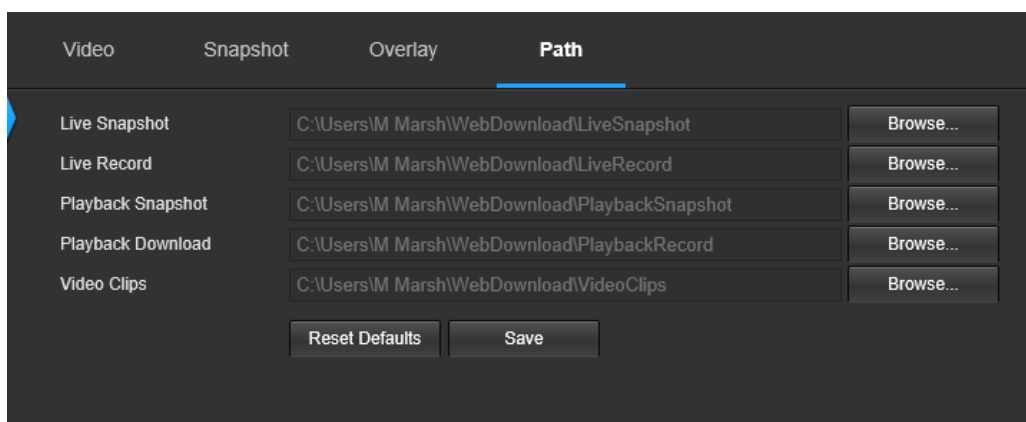 Video Snapshot Overlay Path
Live Snapshot C:\Users\M Marsh\WebDownload\LiveSnapshot Browse...
Live Record C:\Users\M Marsh\WebDownload\LiveRecord Browse...
Playback Snapshot C:\Users\M Marsh\WebDownload\PlaybackSnapshot Browse...
Playback Download C:\Users\M Marsh\WebDownload\PlaybackRecord Browse...
Video Clips C:\Users\M Marsh\WebDownload\VideoClips Browse...
Reset Defaults Save